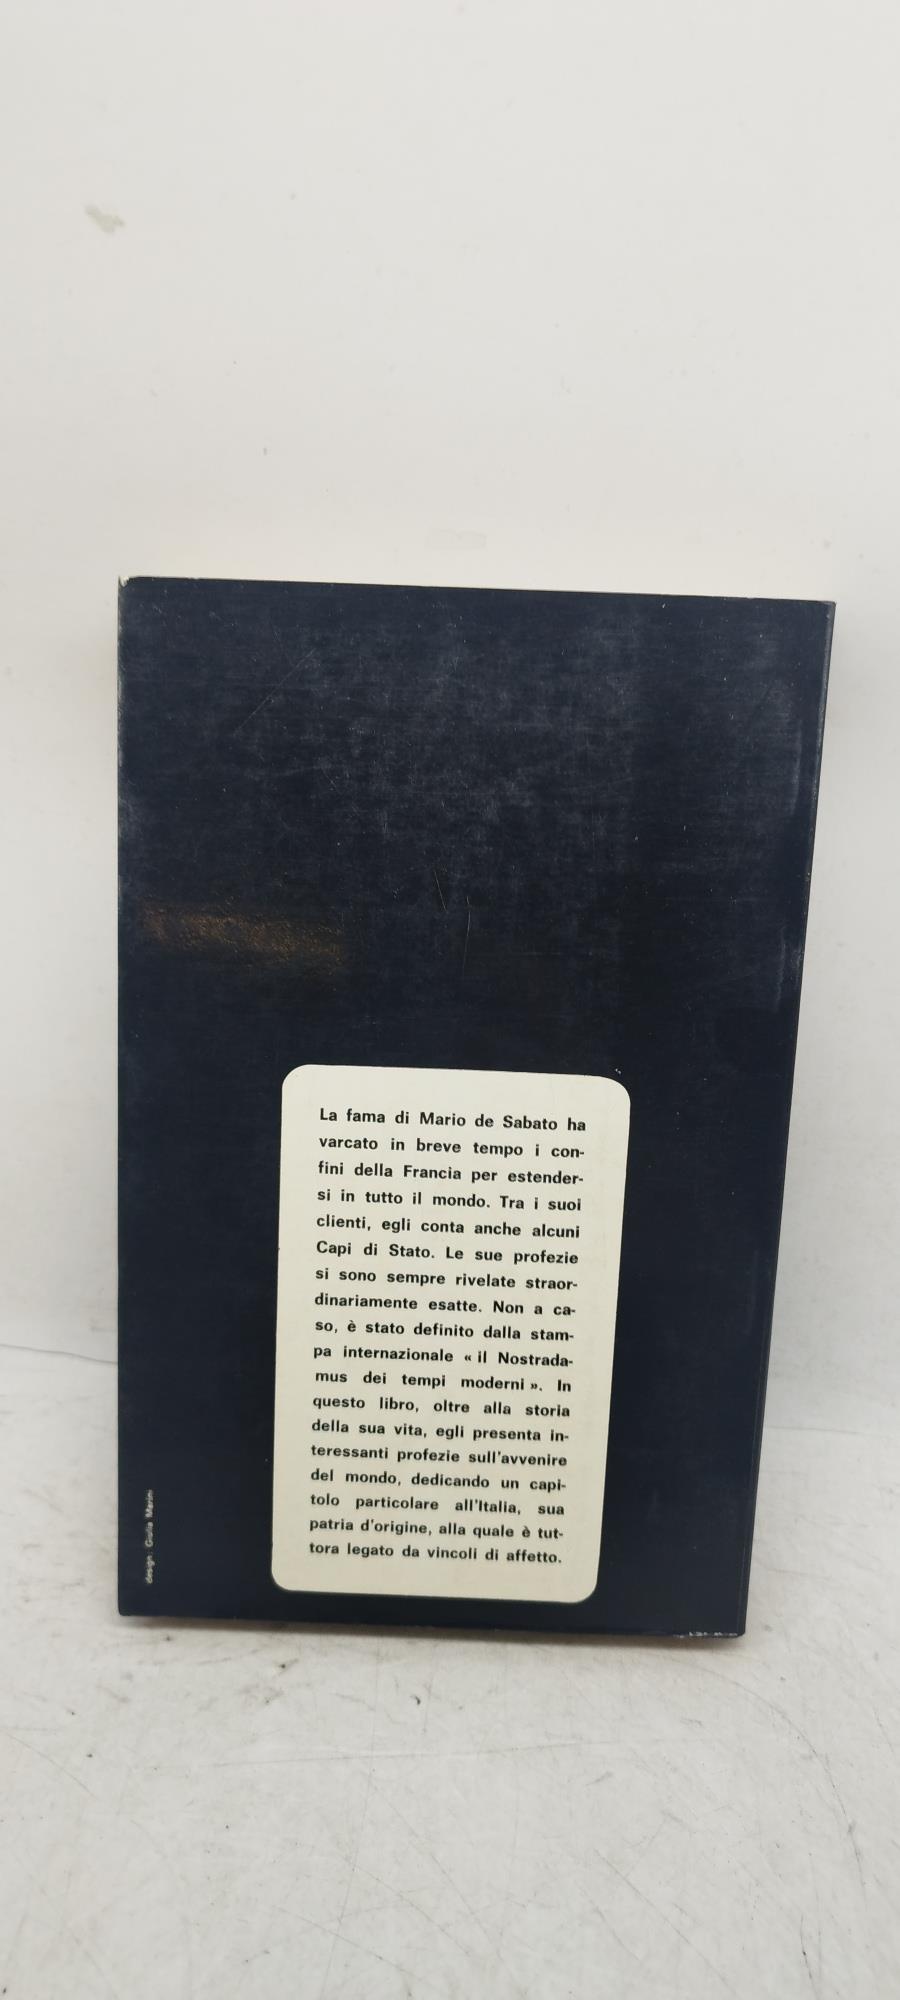 La fama di Mario de Sabato ha
varcato in breve tempo i con-
fini della Francia per estender-
si in tutto il mondo. Tra i suoi
clienti, egli conta anche alcuni
Capi di Stato. Le sue profezie
si sono sempre rivelate straor-
dinariamente esatte. Non a ca-
so, è stato definito dalla stam-
pa internazionale « il Nostrada-
mus dei tempi moderni ». In
questo libro, oltre alla storia
della sua vita, egli presenta in-
teressanti profezie sull'avvenire
del mondo, dedicando un capi-
tolo particolare all'Italia, sua
patria d'origine, alla quale è tut-
tora legato da vincoli di affetto.
design: Giulia Marini